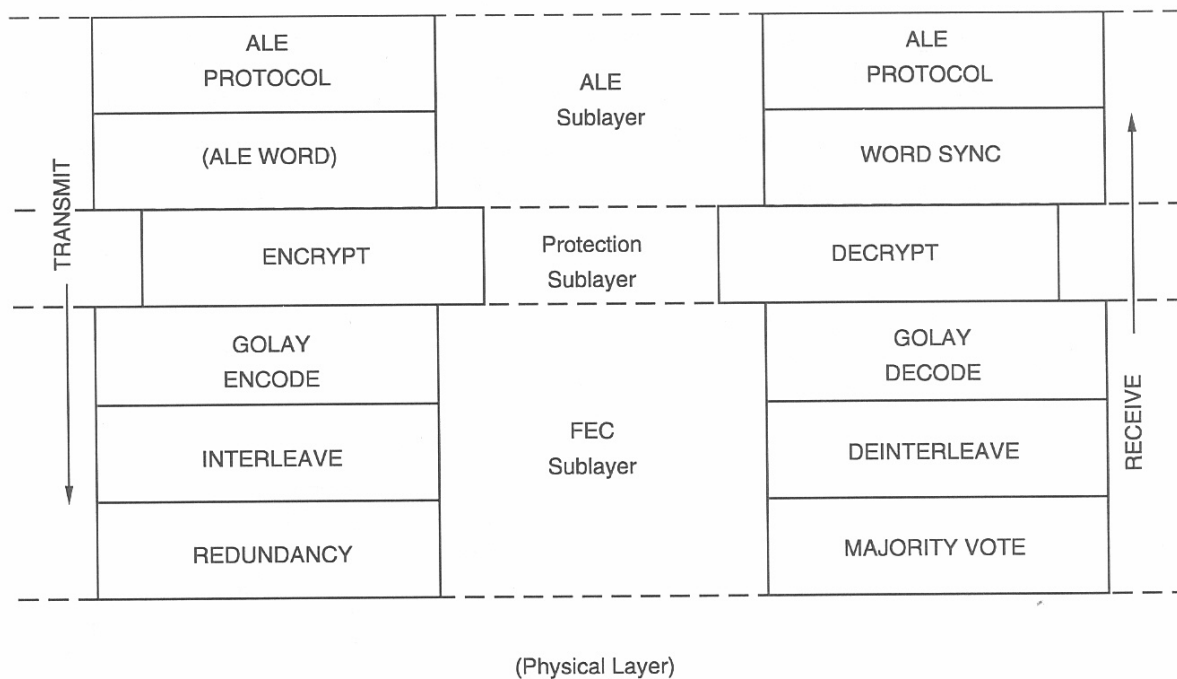 ALE
PROTOCOL
ALE
Sublayer
ALE
PROTOCOL
(ALE WORD)
WORD SYNC
TRANSMIT
ENCRYPT
Protection
Sublayer
DECRYPT
GOLAY
ENCODE
GOLAY
DECODE
INTERLEAVE
FEC
Sublayer
DEINTERLEAVE
RECEIVE
REDUNDANCY
MAJORITY VOTE
(Physical Layer)